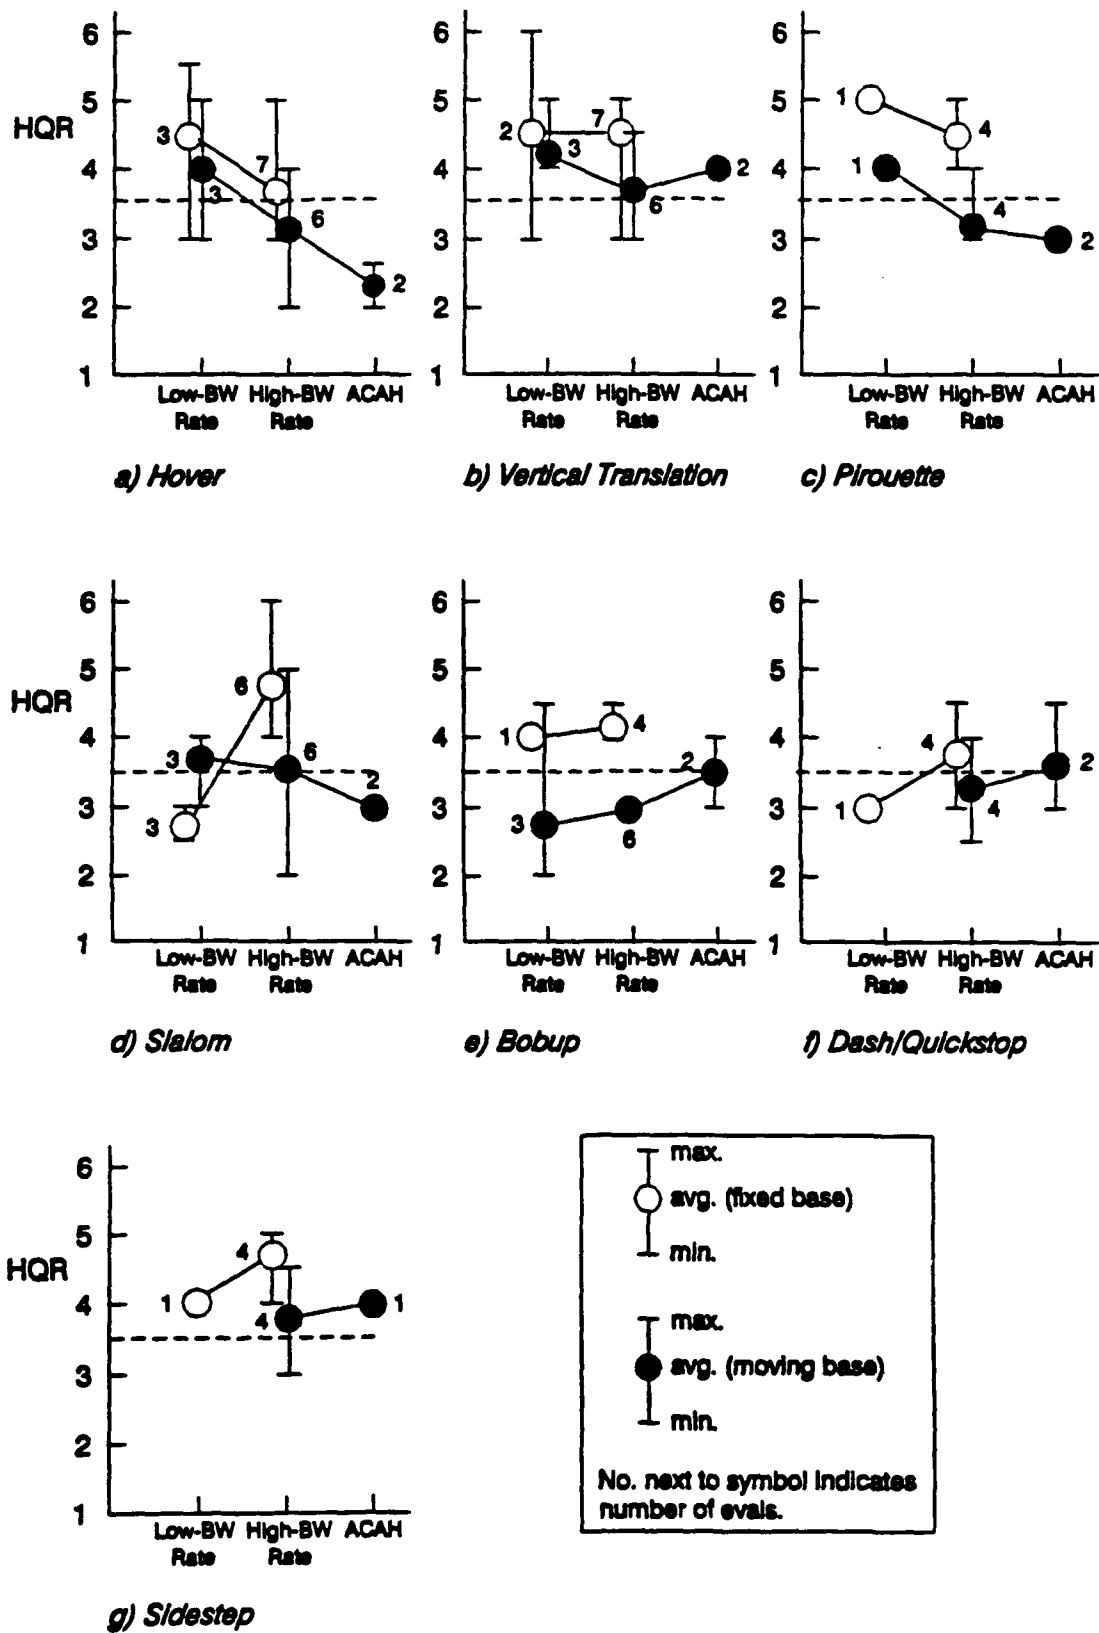 6
5
HQR
4
3
2
1
3
3
7
6
2
Low-BW High-BW ACAH
Rate Rate
a) Hover
6
5
4
3
2
1
2
3
7
6
2
Low-BW High-BW ACAH
Rate Rate
b) Vertical Translation
6
5
4
3
2
1
1
1
4
4
2
Low-BW High-BW ACAH
Rate Rate
c) Pirouette
6
5
HQR
4
3
2
1
3
3
6
6
2
Low-BW High-BW ACAH
Rate Rate
d) Slalom
6
5
4
3
2
1
1
3
4
6
2
Low-BW High-BW ACAH
Rate Rate
e) Bobup
6
5
4
3
2
1
1
4
4
2
Low-BW High-BW ACAH
Rate Rate
f) Dash/Quickstop
6
5
HQR
4
3
2
1
1
4
4
1
Low-BW High-BW ACAH
Rate Rate
g) Sidestep
max.
avg. (fixed base)
min.
max.
avg. (moving base)
min.
No. next to symbol indicates
number of evals.